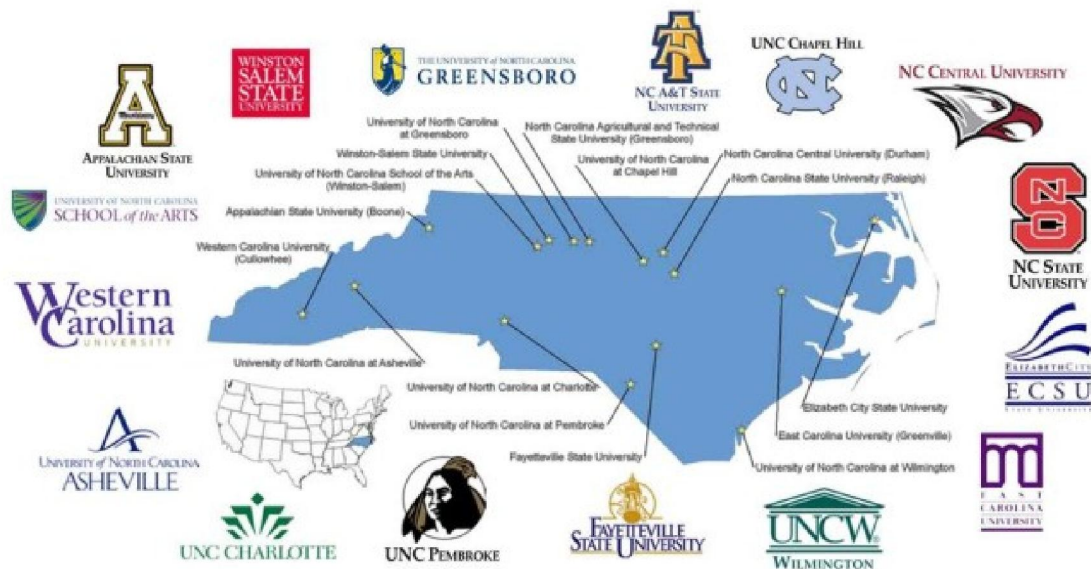 WINSTON
SALEM
STATE
UNIVERSITY
THE UNIVERSITY of NORTH CAROLINA
GREENSBORO
NC A&T STATE
UNIVERSITY
UNC CHAPEL HILL
NC CENTRAL UNIVERSITY
APPALACHIAN STATE
UNIVERSITY
University of North Carolina
at Greensboro
North Carolina Agricultural and Technical
State University (Greensboro)
Winston-Salem State University
University of North Carolina
at Chapel Hill
North Carolina Central University (Durham)
University of North Carolina School of the Arts
(Winston-Salem)
North Carolina State University (Raleigh)
UNIVERSITY OF NORTH CAROLINA
SCHOOL of the ARTS
Appalachian State University (Boone)
Western Carolina University
(Cullowhee)
NC STATE
UNIVERSITY
Western
Carolina
UNIVERSITY
University of North Carolina at Asheville
University of North Carolina at Charlotte
University of North Carolina at Pembroke
Fayetteville State University
Elizabeth City State University
East Carolina University (Greenville)
University of North Carolina at Wilmington
ELIZABETH CITY
ECSU
STATE UNIVERSITY
UNIVERSITY OF NORTH CAROLINA
ASHEVILLE
UNC CHARLOTTE
UNC PEMBROKE
FAYETTEVILLE
STATE UNIVERSITY
UNCW
WILMINGTON
EAST
CAROLINA
UNIVERSITY